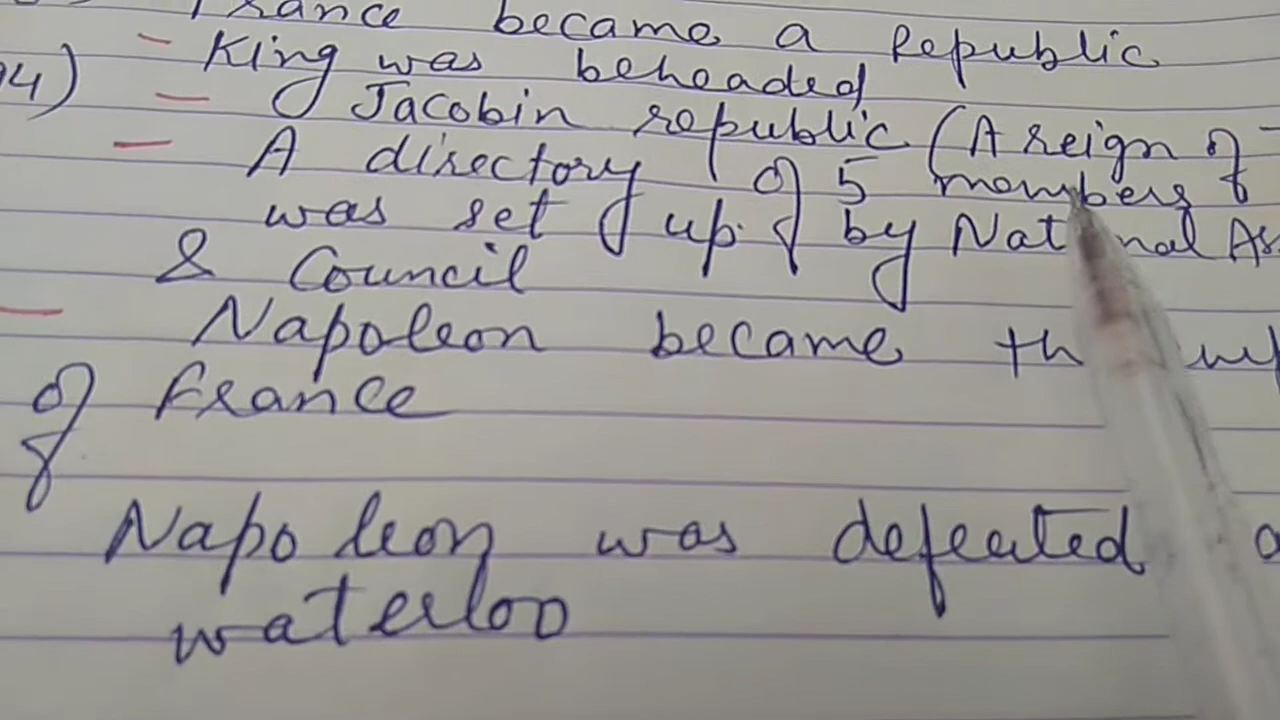 France became a Republic
- King was beheaded
94) - Jacobin republic (A reign of
- A directory of 5 members
was set up by National As
& Council
- Napoleon became
of France
Napoleon was defeated
waterloo